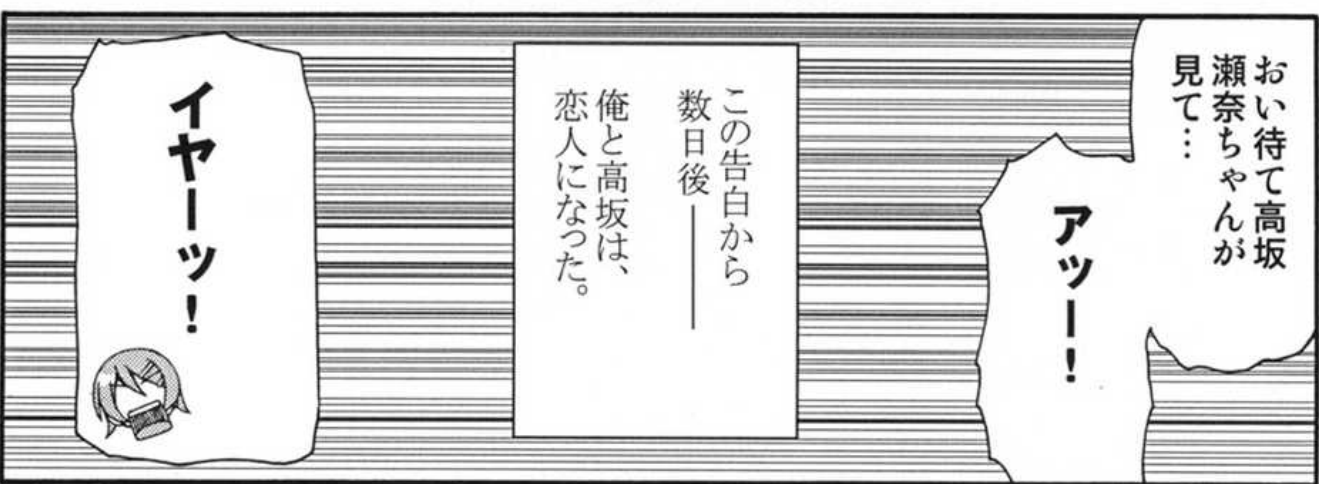 おい待て高坂
瀬奈ちゃんが
見て…
アッー！
この告白から
数日後――
俺と高坂は、
恋人になった。
イヤーッ！